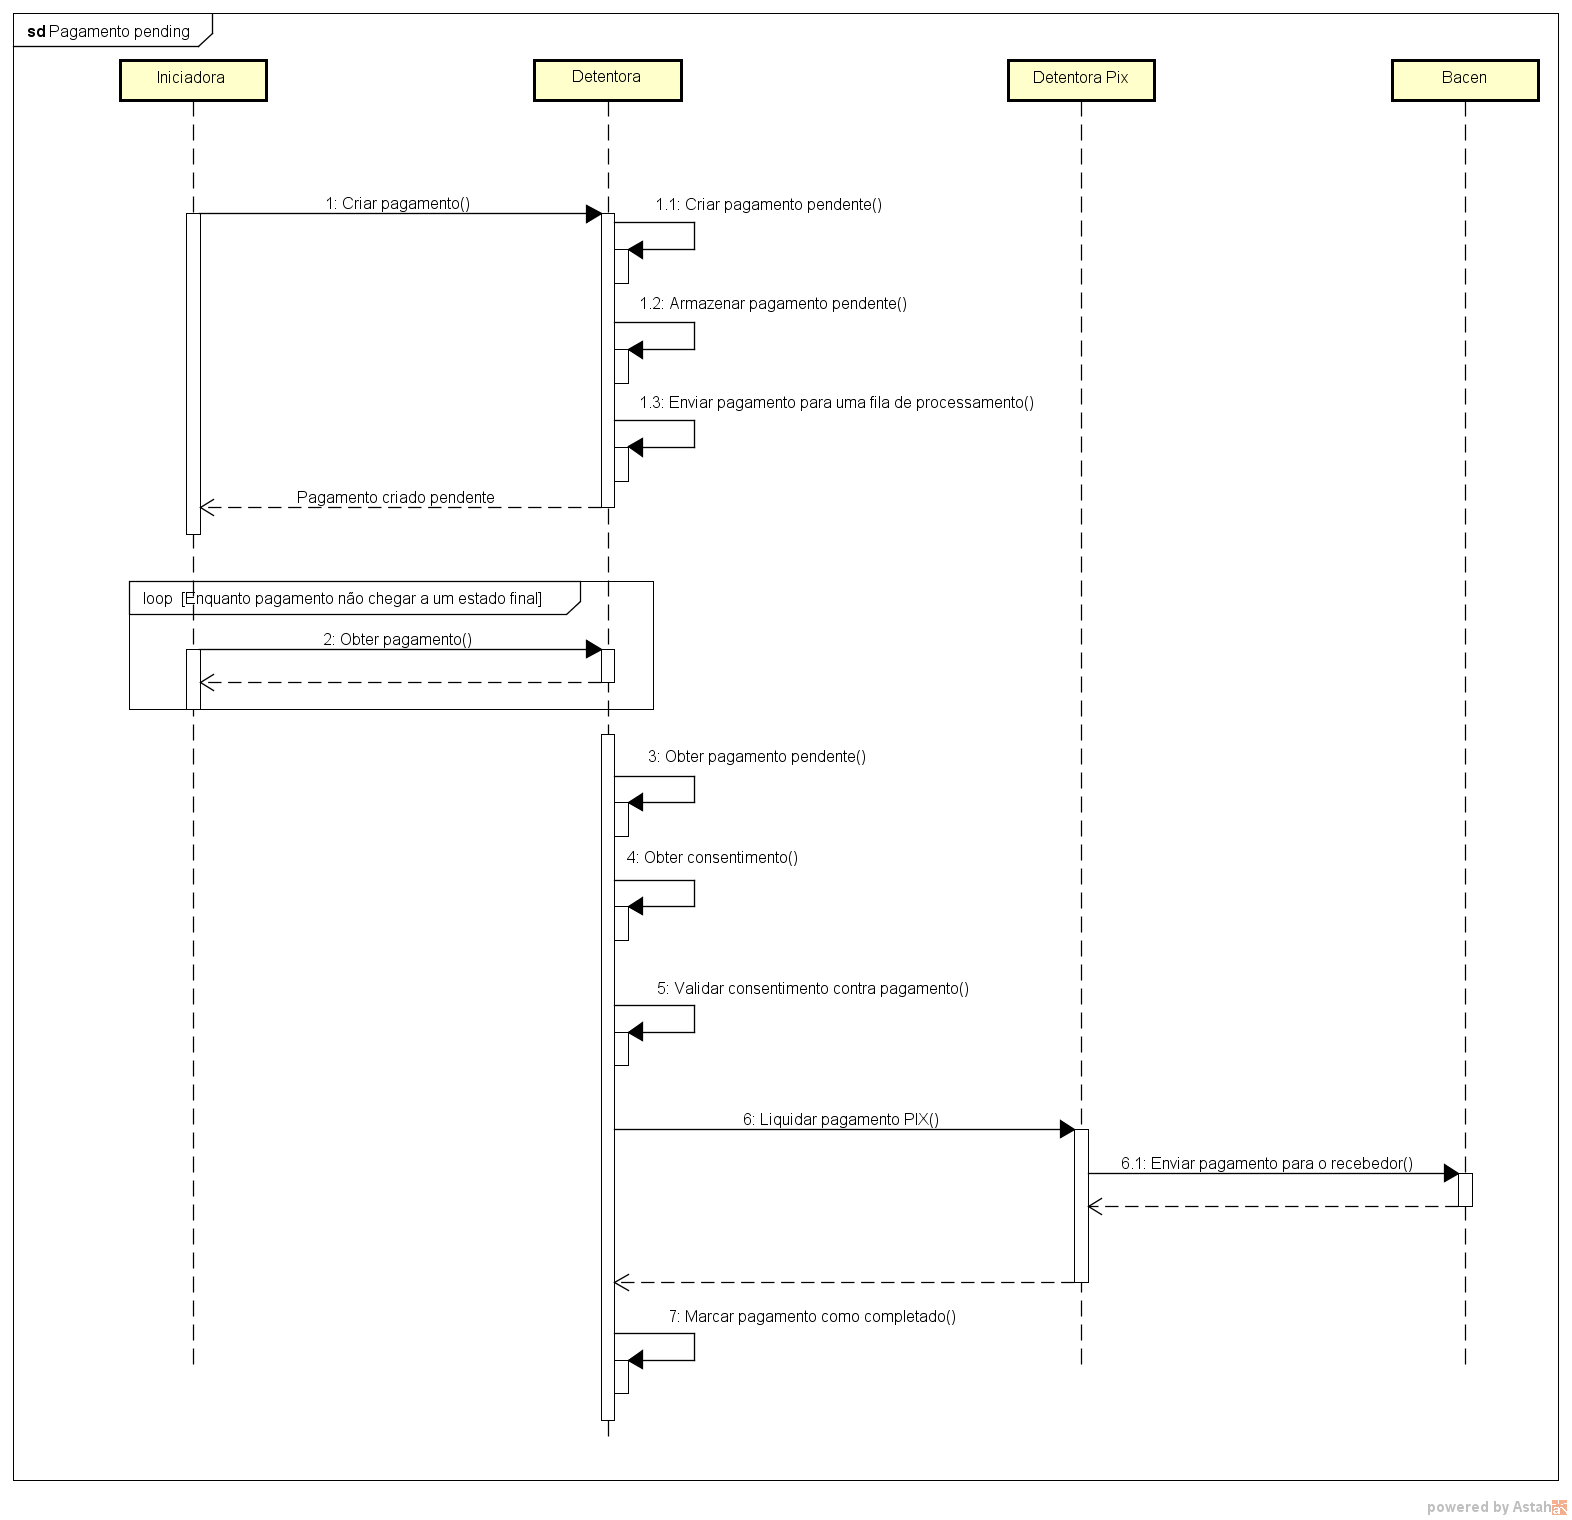 sd Pagamento pending
Iniciadora
Detentora
Detentora Pix
Bacen
1: Criar pagamento()
1.1: Criar pagamento pendente()
1.2: Armazenar pagamento pendente()
1.3: Enviar pagamento para uma fila de processamento()
Pagamento criado pendente
loop [Enquanto pagamento não chegar a um estado final]
2: Obter pagamento()
3: Obter pagamento pendente()
4: Obter consentimento()
5: Validar consentimento contra pagamento()
6: Liquidar pagamento PIX()
6.1: Enviar pagamento para o recebedor()
7: Marcar pagamento como completado()
powered by Astah